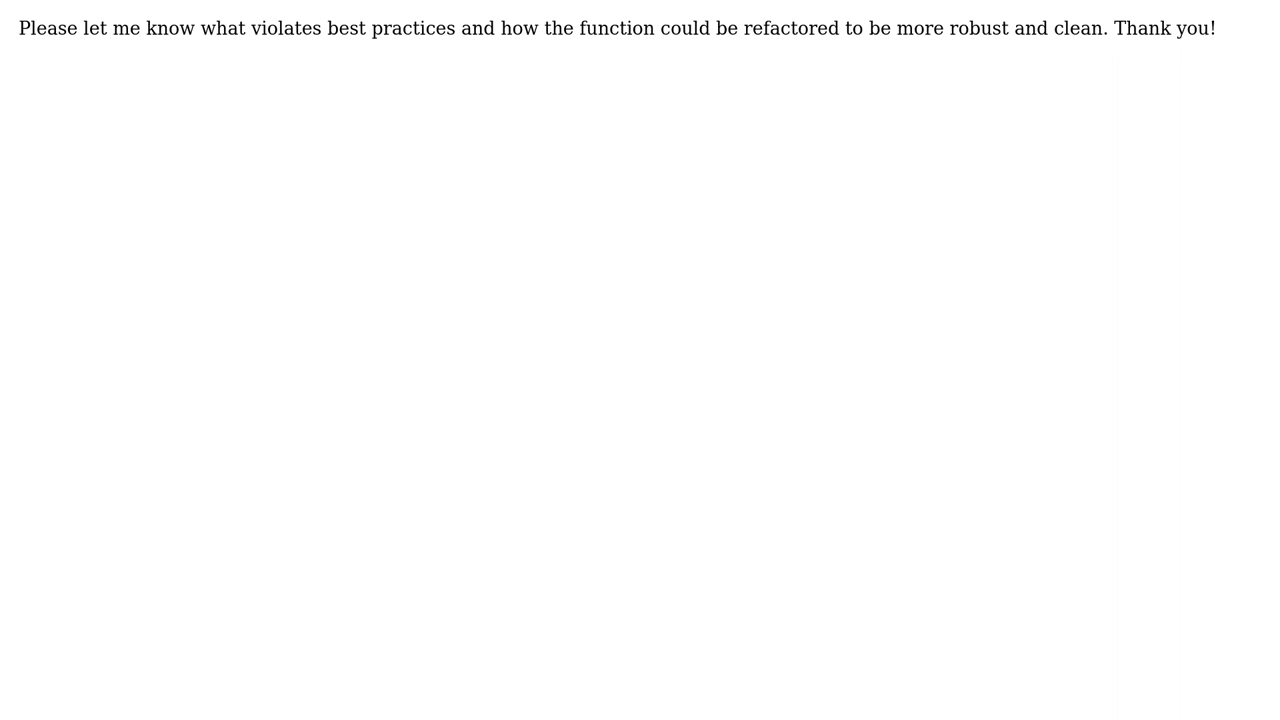 Please let me know what violates best practices and how the function could be refactored to be more robust and clean. Thank you!